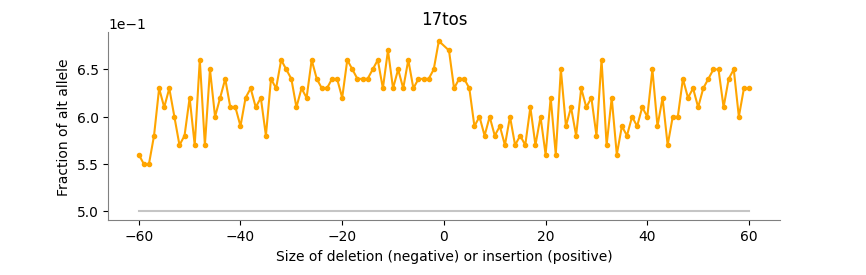 17tos
1e−1
Fraction of alt allele
6.5
6.0
5.5
5.0
−60 −40 −20 0 20 40 60
Size of deletion (negative) or insertion (positive)